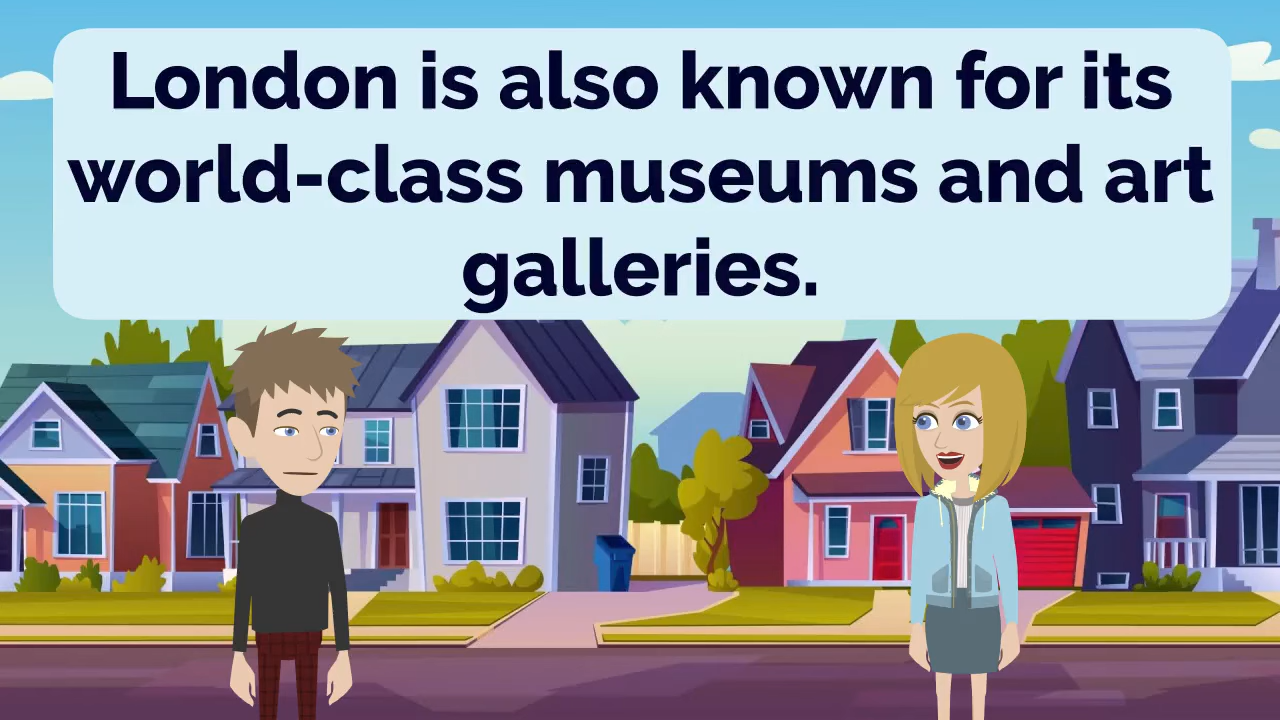 London is also known for its
world-class museums and art
galleries.